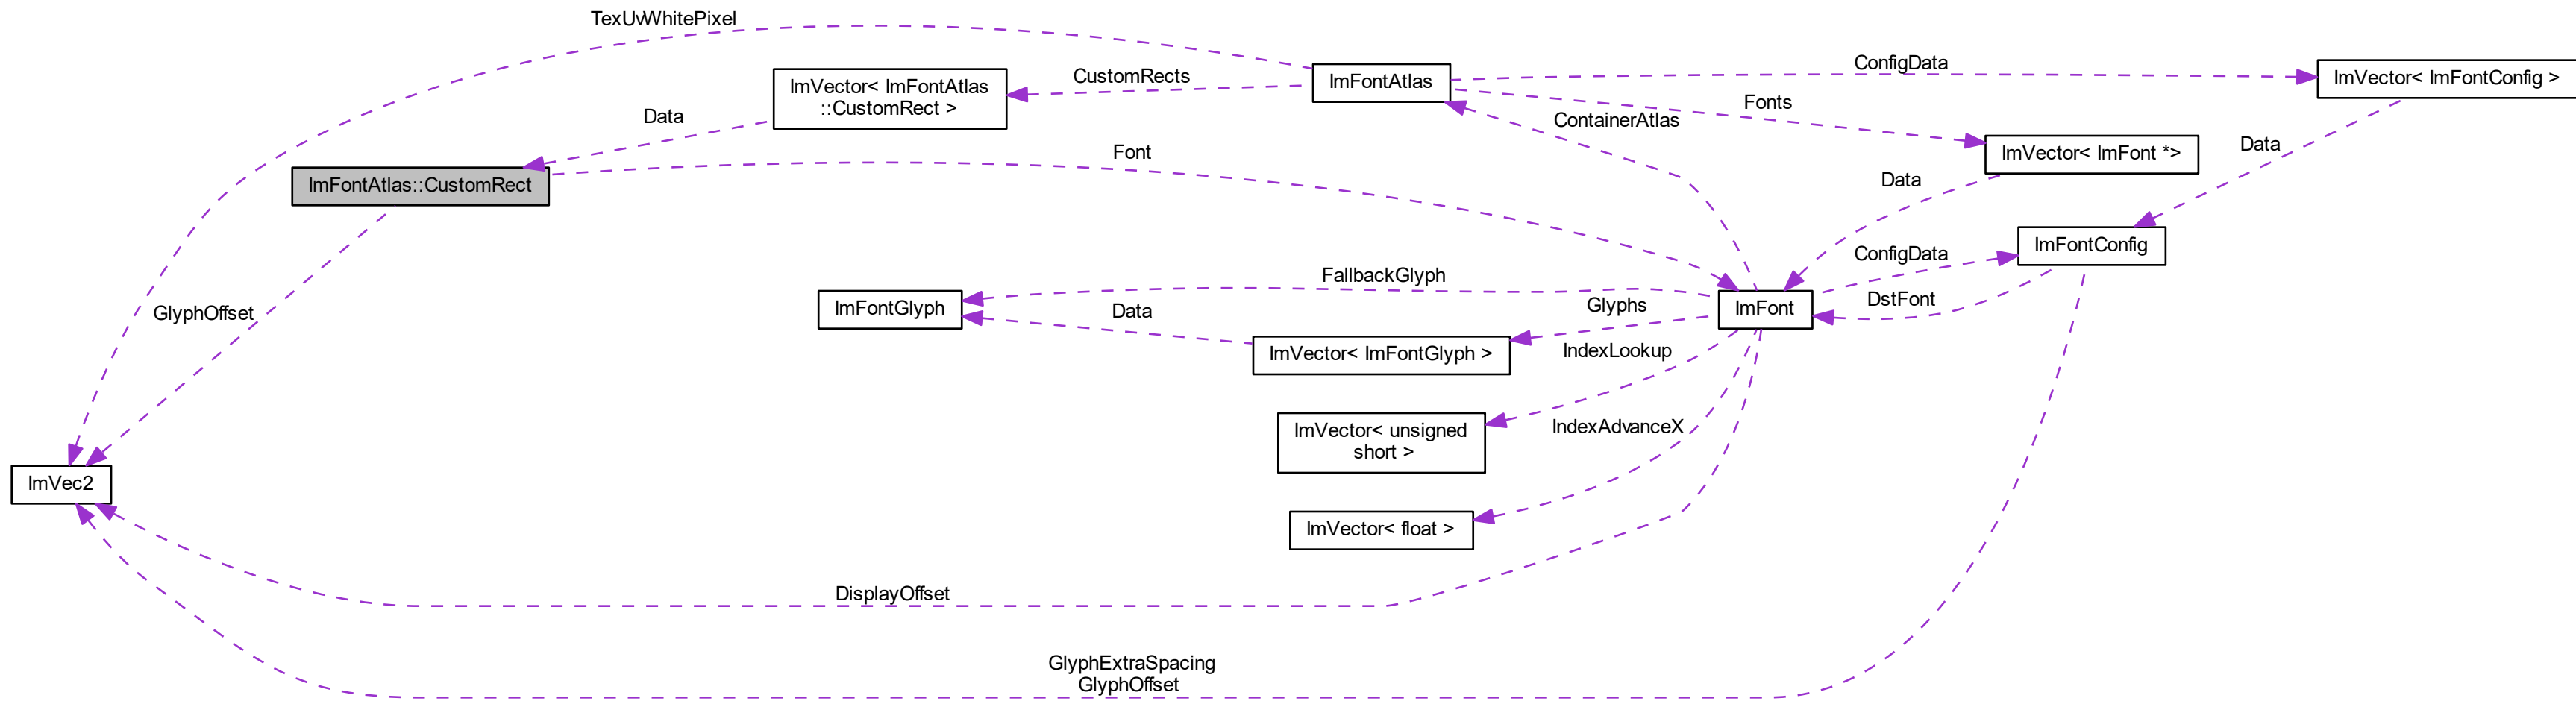 TexUvWhitePixel
ConfigData
ImVector< ImFontConfig >
CustomRects
ImFontAtlas
ImVector< ImFontAtlas
::CustomRect >
Fonts
Data
ContainerAtlas
Data
Font
ImVector< ImFont *>
ImFontAtlas::CustomRect
Data
ImFontConfig
ConfigData
FallbackGlyph
DstFont
Glyphs
ImFontGlyph
Data
ImFont
GlyphOffset
IndexLookup
ImVector< ImFontGlyph >
IndexAdvanceX
ImVector< unsigned
short >
ImVec2
ImVector< float >
DisplayOffset
GlyphExtraSpacing
GlyphOffset